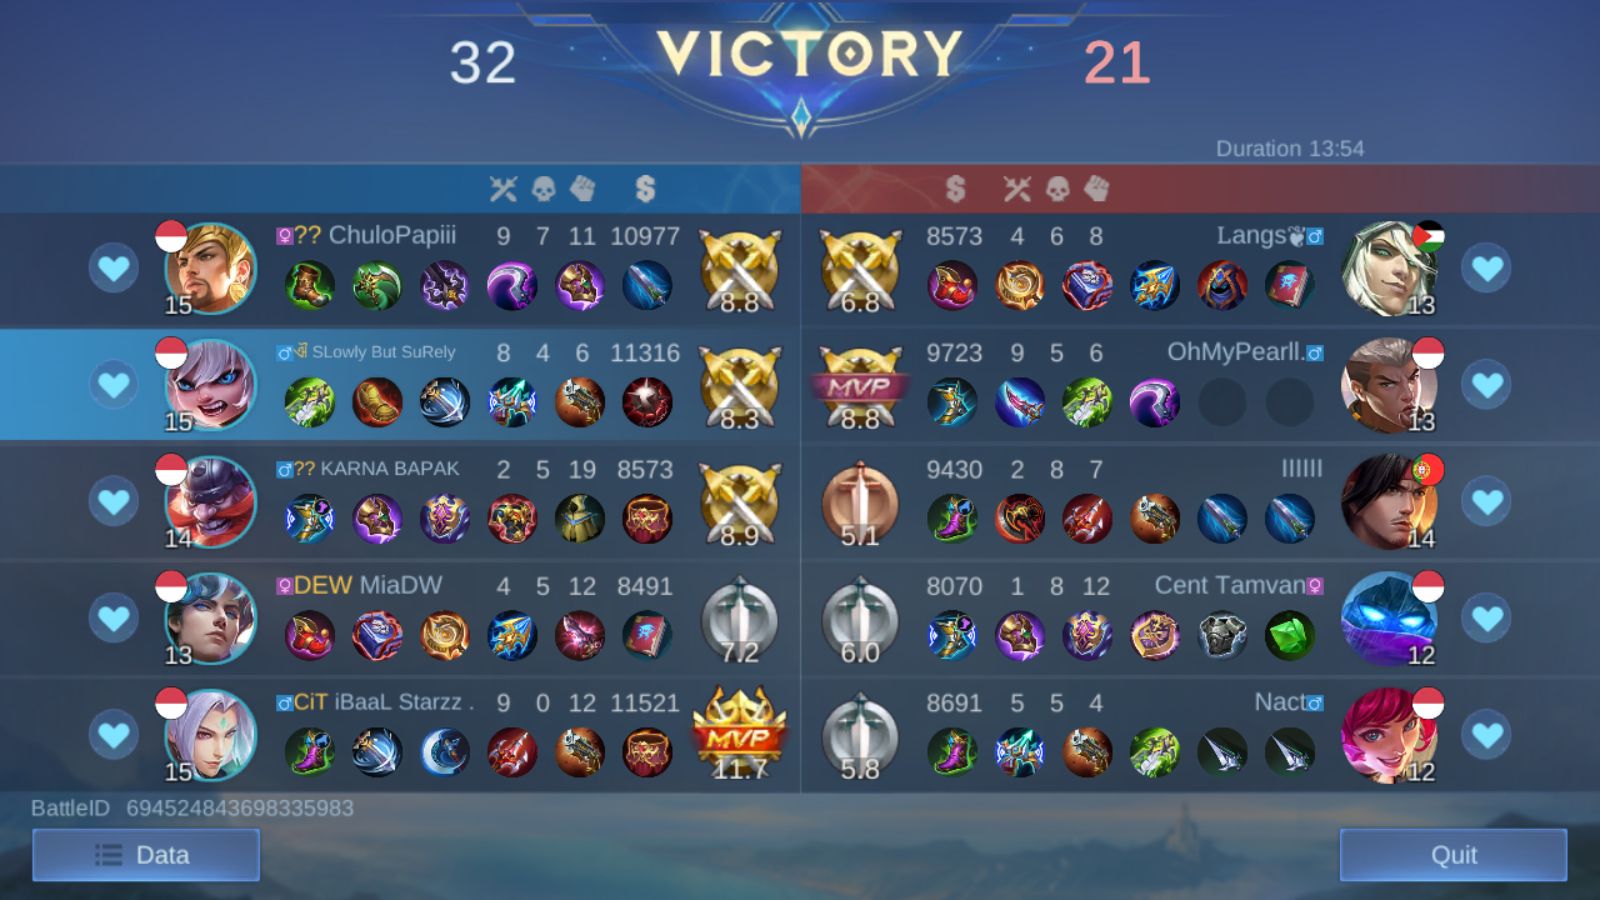 32 VICTORY 21
Duration 13:54
?? ChuloPapiii 9 7 11 10977
15 8.8
6.8 8573 4 6 8 Langs
13
SLowly But SuRely 8 4 6 11316
15 8.3
MVP 8.8 9723 9 5 6 OhMyPearll.
13
?? KARNA BAPAK 2 5 19 8573
14 8.9
5.1 9430 2 8 7 llllll
14
DEW MiaDW 4 5 12 8491
13 7.2
6.0 8070 1 8 12 Cent Tamvan
12
CiT iBaaL Starzz . 9 0 12 11521
15 MVP 11.7
5.8 8691 5 5 4 Nact
12
BattleID 694524843698335983
Data
Quit